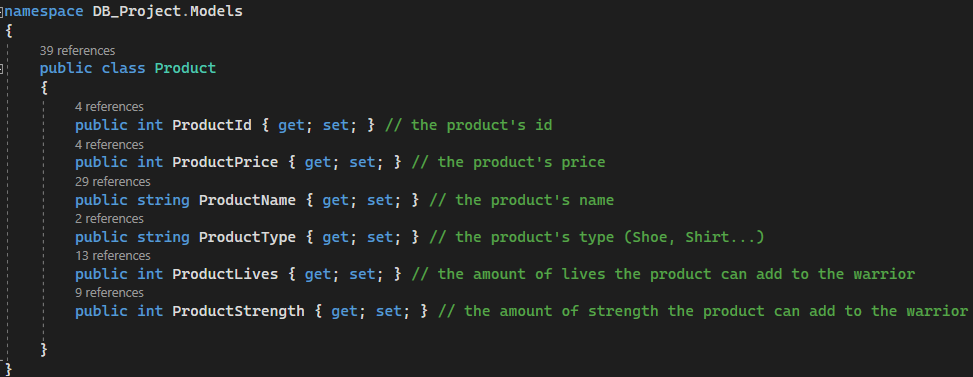 namespace DB_Project.Models
{
39 references
public class Product
{
4 references
public int ProductId { get; set; } // the product's id
4 references
public int ProductPrice { get; set; } // the product's price
29 references
public string ProductName { get; set; } // the product's name
2 references
public string ProductType { get; set; } // the product's type (Shoe, Shirt...)
13 references
public int ProductLives { get; set; } // the amount of lives the product can add to the warrior
9 references
public int ProductStrength { get; set; } // the amount of strength the product can add to the warrior
}
}